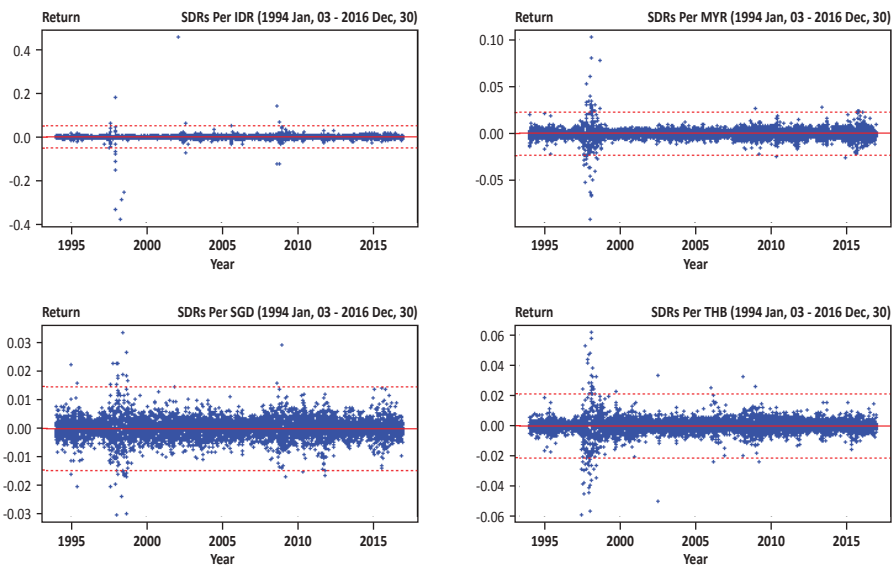 Return SDRs Per IDR (1994 Jan, 03 - 2016 Dec, 30)
0.4
0.2
0.0
-0.2
-0.4
1995 2000 2005 2010 2015
Year
Return SDRs Per MYR (1994 Jan, 03 - 2016 Dec, 30)
0.10
0.05
0.00
-0.05
1995 2000 2005 2010 2015
Year
Return SDRs Per SGD (1994 Jan, 03 - 2016 Dec, 30)
0.03
0.02
0.01
0.00
-0.01
-0.02
-0.03
1995 2000 2005 2010 2015
Year
Return SDRs Per THB (1994 Jan, 03 - 2016 Dec, 30)
0.06
0.04
0.02
0.00
-0.02
-0.04
-0.06
1995 2000 2005 2010 2015
Year